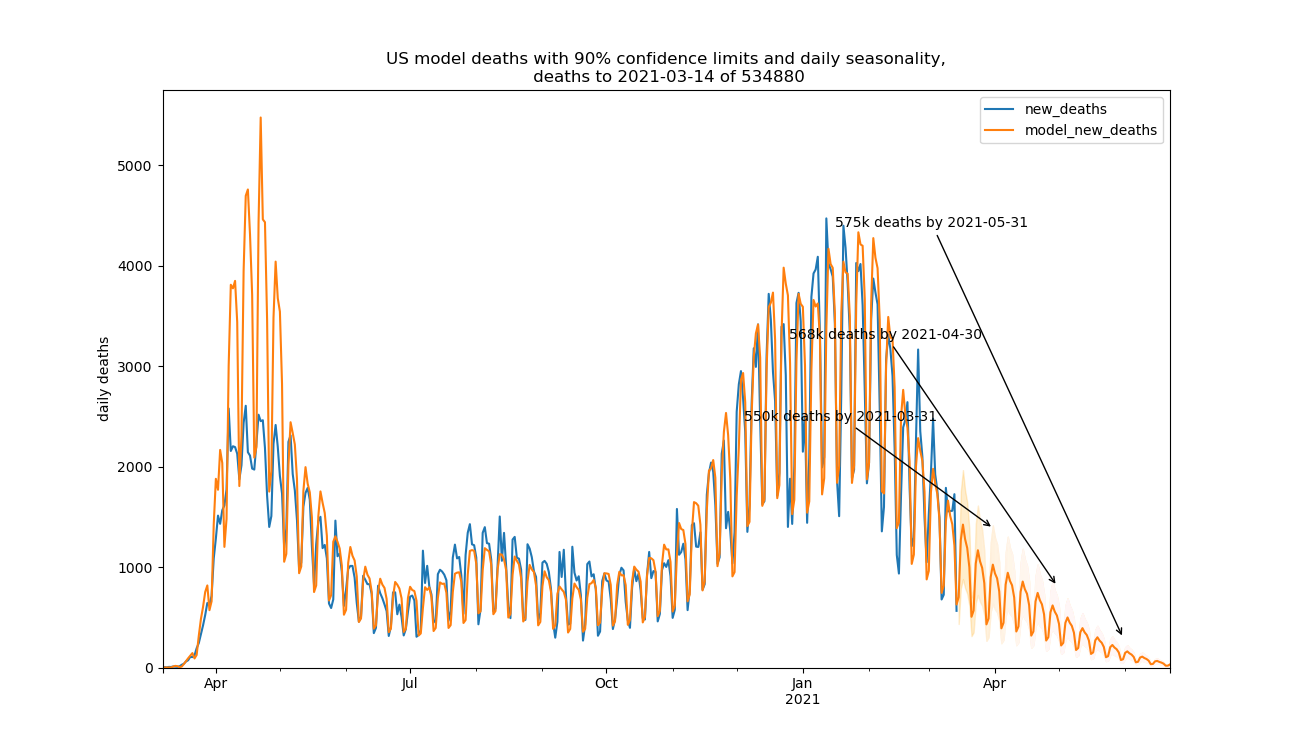 US model deaths with 90% confidence limits and daily seasonality,
deaths to 2021-03-14 of 534880
new_deaths
model_new_deaths
daily deaths
5000
4000
3000
2000
1000
0
575k deaths by 2021-05-31
568k deaths by 2021-04-30
550k deaths by 2021-03-31
Apr
Jul
Oct
Jan
2021
Apr